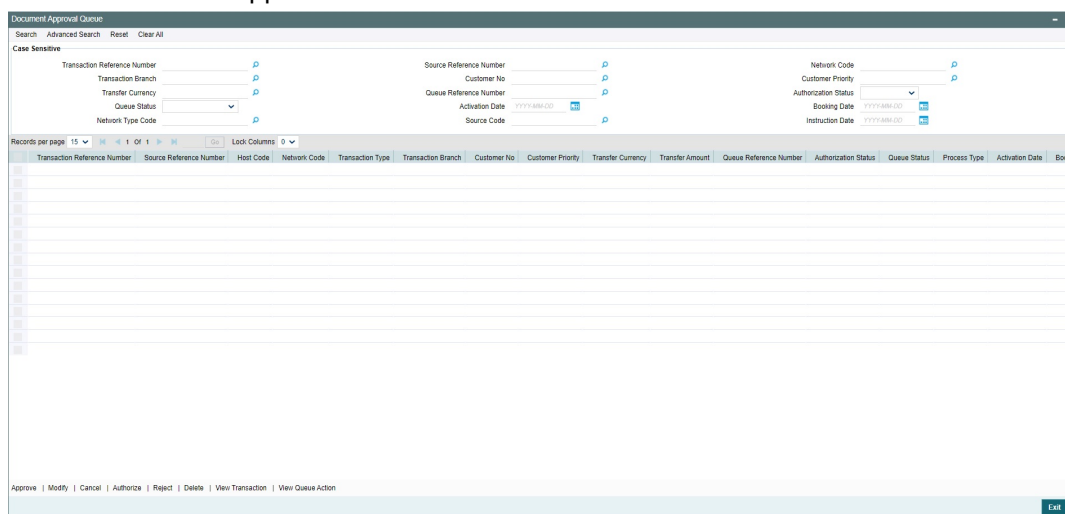 Document Approval Queue
Search Advanced Search Reset Clear All
Case Sensitive
Transaction Reference Number Source Reference Number Network Code
Transaction Branch Customer No Customer Priority
Transfer Currency Queue Reference Number Authorization Status
Queue Status Activation Date YYYY-MM-DD Booking Date YYYY-MM-DD
Network Type Code Source Code Instruction Date YYYY-MM-DD
Records per page 15 1 Of 1 Go Lock Columns 0
Transaction Reference Number Source Reference Number Host Code Network Code Transaction Type Transaction Branch Customer No Customer Priority Transfer Currency Transfer Amount Queue Reference Number Authorization Status Queue Status Process Type Activation Date Boo
Approve | Modify | Cancel | Authorize | Reject | Delete | View Transaction | View Queue Action
Exit